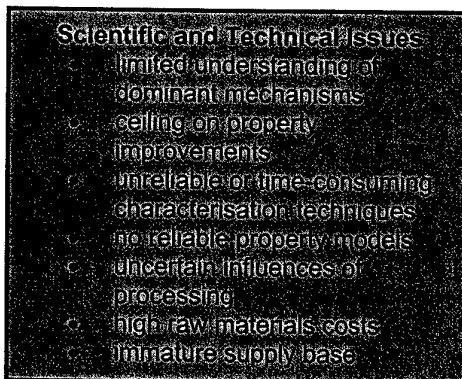 Scientific and Technical Issues
limited understanding of
dominant mechanisms
ceiling on property
improvements
unreliable or time-consuming
characterisation techniques
no reliable property models
uncertain influences of
processing
high raw materials costs
immature supply base